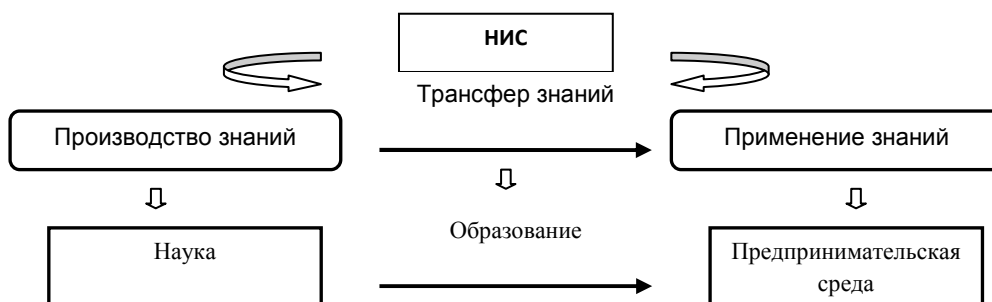 НИС
Трансфер знаний
Производство знаний
Применение знаний
Образование
Наука
Предпринимательская
среда